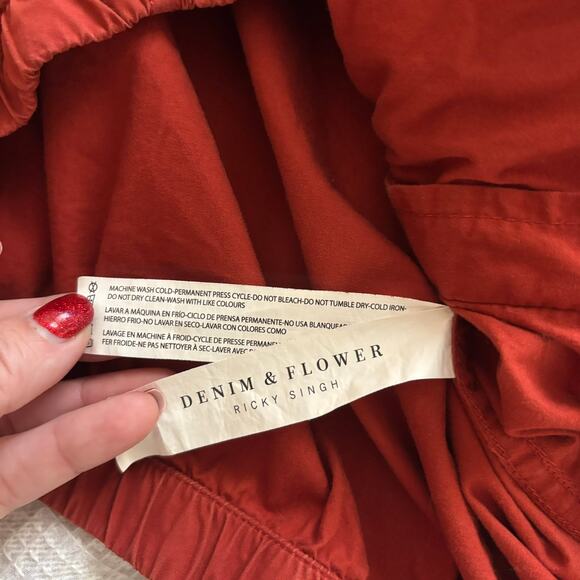 MACHINE WASH COLD-PERMANENT PRESS CYCLE-DO NOT BLEACH-DO NOT TUMBLE DRY-COLD IRON-
DO NOT DRY CLEAN-WASH WITH LIKE COLOURS
LAVAR A MÁQUINA EN FRÍO-CICLO DE PRENSA PERMANENTE-NO USA BLANQUEA
HIERRO FRIO-NO LAVAR EN SECO-LAVAR CON COLORES COMO
LAVAGE EN MACHINE À FROID-CYCLE DE PRESSE
FER FROIDE-NE PAS NETTOYER À SEC-LAVER
DENIM & FLOWER
RICKY SINGH